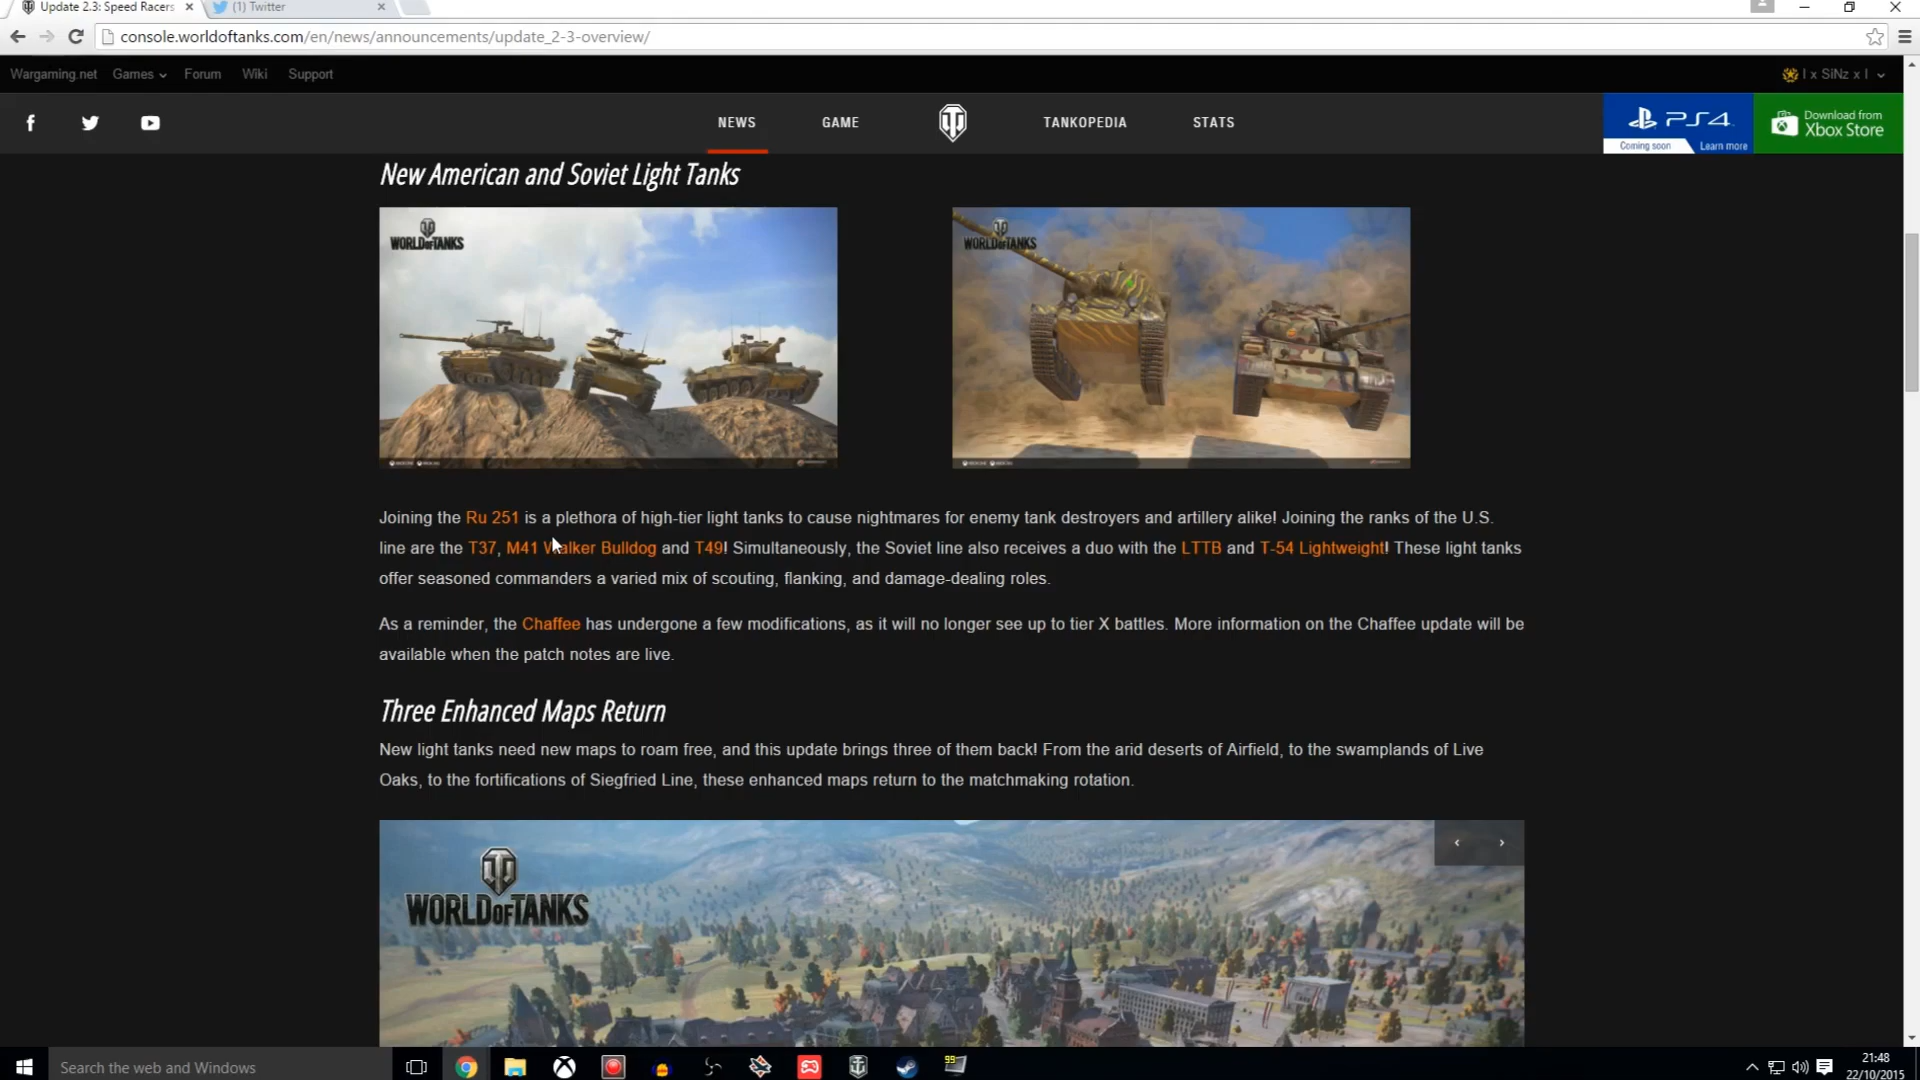 Update 2.3: Speed Racers
(1) Twitter
console.worldoftanks.com/en/news/announcements/update_2-3-overview/
Wargaming.net Games Forum Wiki Support
I x SiNz x I
NEWS GAME TANKOPEDIA STATS
PS4
Coming soon Learn more
Download from
Xbox Store
New American and Soviet Light Tanks
WORLD OF TANKS
WORLD OF TANKS
Joining the Ru 251 is a plethora of high-tier light tanks to cause nightmares for enemy tank destroyers and artillery alike! Joining the ranks of the U.S.
line are the T37, M41 Walker Bulldog and T49! Simultaneously, the Soviet line also receives a duo with the LTTB and T-54 Lightweight! These light tanks
offer seasoned commanders a varied mix of scouting, flanking, and damage-dealing roles.
As a reminder, the Chaffee has undergone a few modifications, as it will no longer see up to tier X battles. More information on the Chaffee update will be
available when the patch notes are live.
Three Enhanced Maps Return
New light tanks need new maps to roam free, and this update brings three of them back! From the arid deserts of Airfield, to the swamplands of Live
Oaks, to the fortifications of Siegfried Line, these enhanced maps return to the matchmaking rotation.
WORLD OF TANKS
Search the web and Windows
99
21:48
22/10/2015